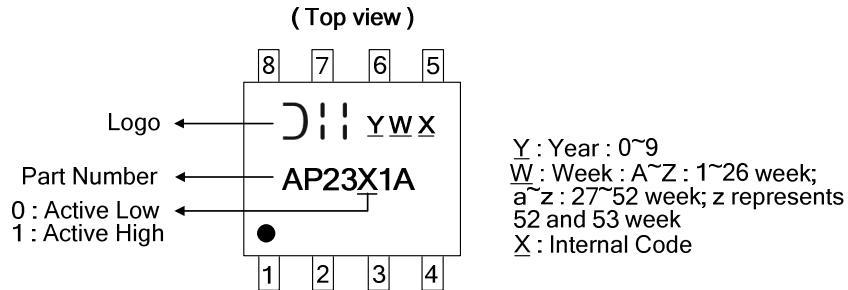 ( Top view )
8 7 6 5
Logo
Y W X
Part Number
AP23X1A
0 : Active Low
1 : Active High
1 2 3 4
Y : Year : 0~9
W : Week : A~Z : 1~26 week;
a~z : 27~52 week; z represents
52 and 53 week
X : Internal Code